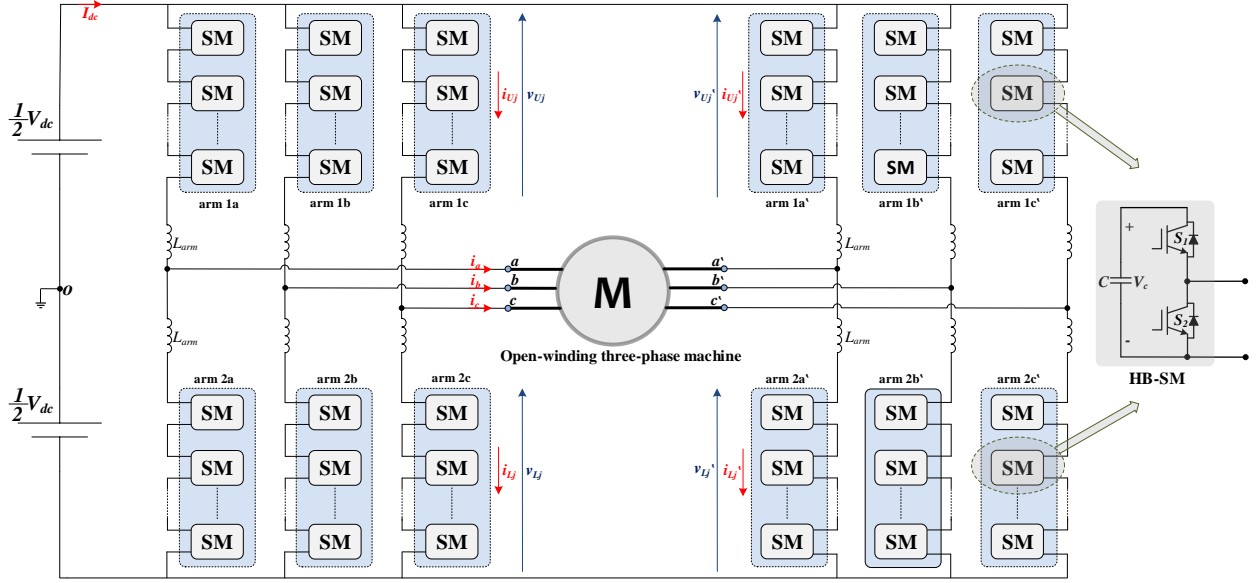 I_dc
SM SM SM SM SM SM
½V_dc
SM SM SM i_Uj v_Uj v_Uj‛ i_Uj‛ SM SM SM
SM SM SM SM SM SM
arm 1a arm 1b arm 1c arm 1a‛ arm 1b‛ arm 1c‛
L_arm L_arm
i_a a a‛
i_b b b‛
i_c c c‛
M
o
Open-winding three-phase machine
L_arm L_arm
+ S_1
C V_c
- S_2
HB-SM
arm 2a arm 2b arm 2c arm 2a‛ arm 2b‛ arm 2c‛
½V_dc
SM SM SM SM SM SM
SM SM SM i_Lj v_Lj v_Lj‛ i_Lj‛ SM SM SM
SM SM SM SM SM SM